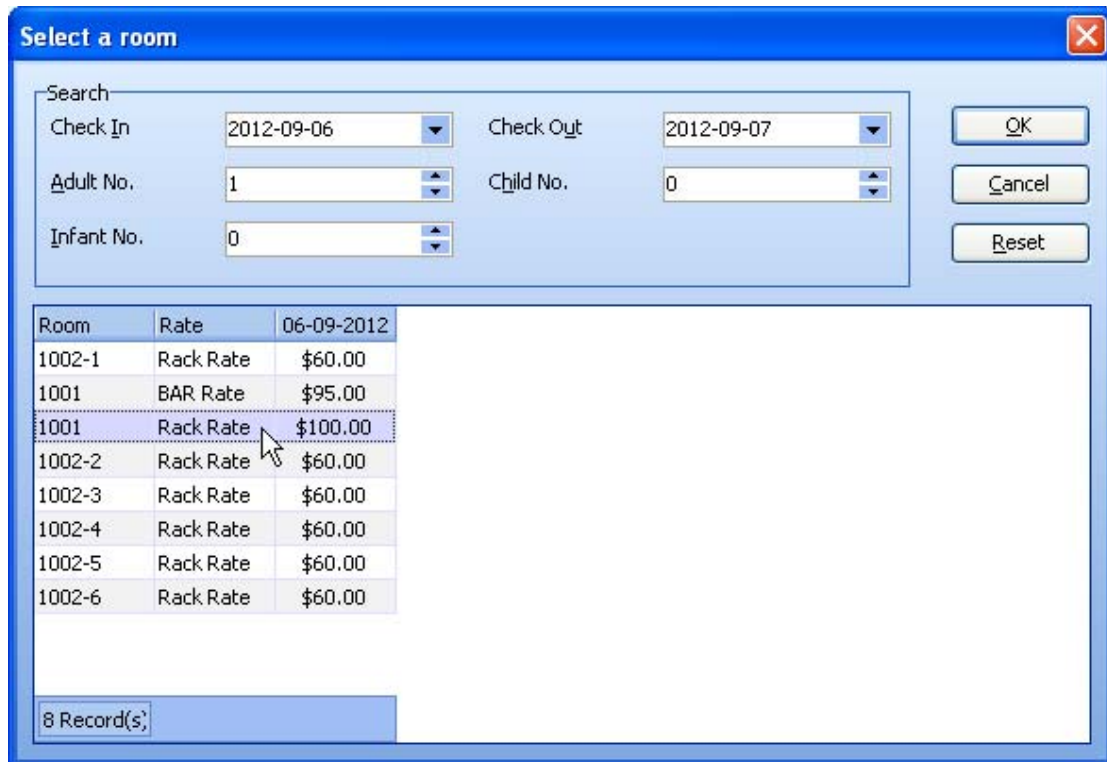 Select a room
Search
Check In 2012-09-06 Check Out 2012-09-07 OK
Adult No. 1 Child No. 0 Cancel
Infant No. 0 Reset
Room Rate 06-09-2012
1002-1 Rack Rate $60.00
1001 BAR Rate $95.00
1001 Rack Rate $100.00
1002-2 Rack Rate $60.00
1002-3 Rack Rate $60.00
1002-4 Rack Rate $60.00
1002-5 Rack Rate $60.00
1002-6 Rack Rate $60.00
8 Record(s)